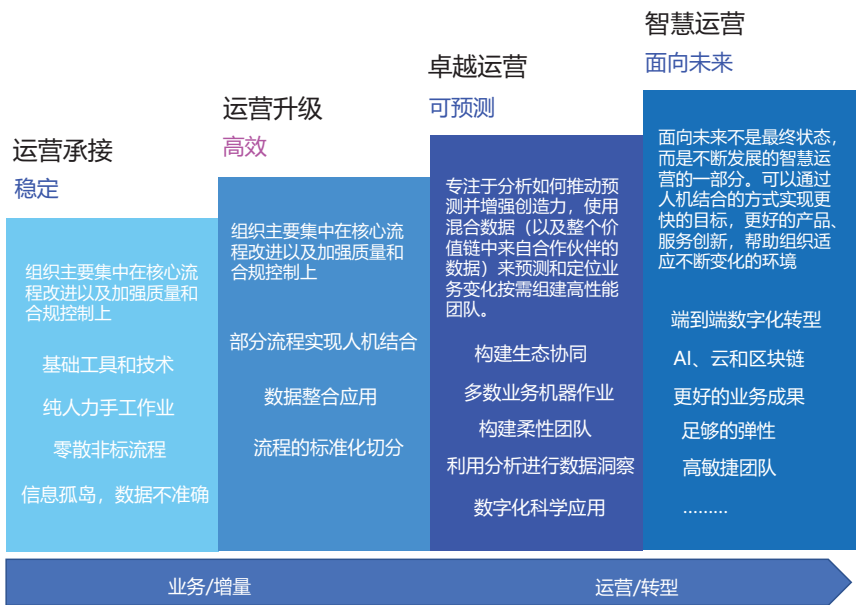 运营承接
稳定
组织主要集中在核心流
程改进以及加强质量和
合规控制上
基础工具和技术
纯人力手工作业
零散非标流程
信息孤岛，数据不准确
运营升级
高效
组织主要集中在核心流
程改进以及加强质量和
合规控制上
部分流程实现人机结合
数据整合应用
流程的标准化切分
卓越运营
可预测
专注于分析如何推动预
测并增强创造力，使用
混合数据（以及整个价
值链中来自合作伙伴的
数据）来预测和定位业
务变化按需组建高性能
团队。
构建生态协同
多数业务机器作业
构建柔性团队
利用分析进行数据洞察
数字化科学应用
智慧运营
面向未来
面向未来不是最终状态，
而是不断发展的智慧运
营的一部分。可以通过
人机结合的方式实现更
快的目标，更好的产品、
服务创新，帮助组织适
应不断变化的环境
端到端数字化转型
AI、云和区块链
更好的业务成果
足够的弹性
高敏捷团队
.........
业务/增量
运营/转型